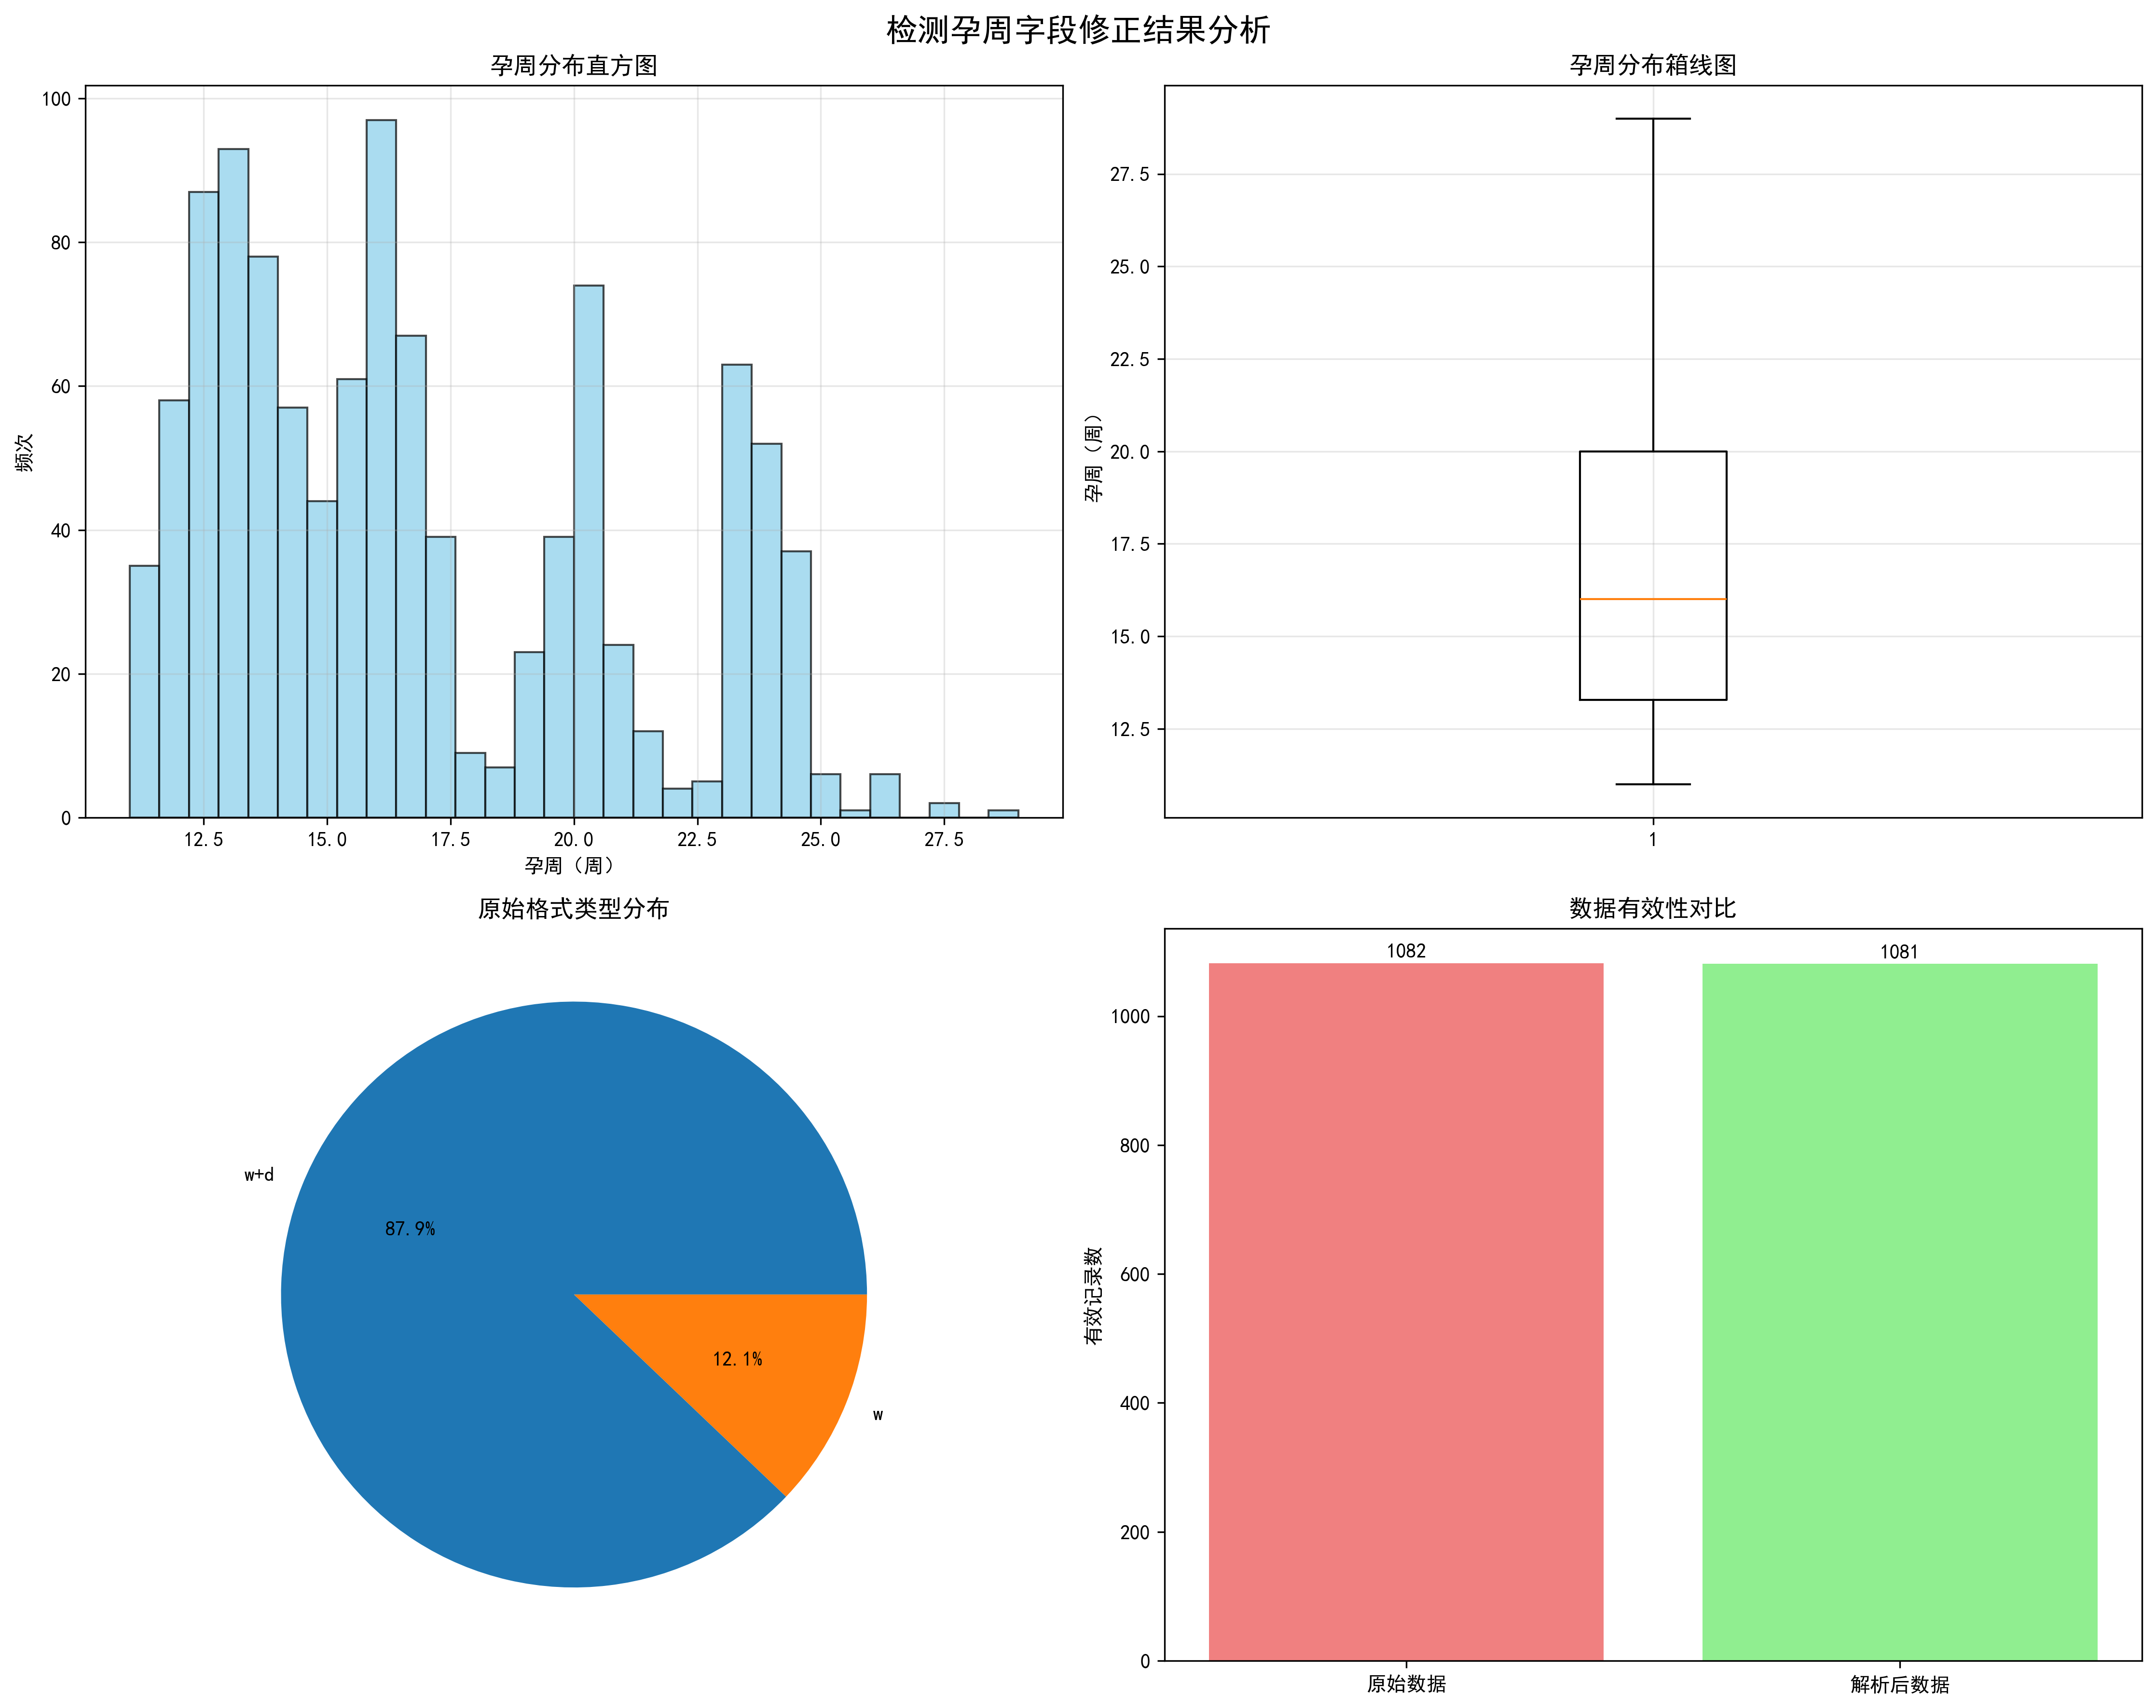 检测孕周字段修正结果分析
孕周分布直方图
100
80
60
40
20
0
频次
12.5 15.0 17.5 20.0 22.5 25.0 27.5
孕周（周）
孕周分布箱线图
27.5
25.0
22.5
20.0
17.5
15.0
12.5
孕周（周）
1
原始格式类型分布
w+d
87.9%
12.1%
w
数据有效性对比
1082 1081
1000
800
600
400
200
0
有效记录数
原始数据 解析后数据